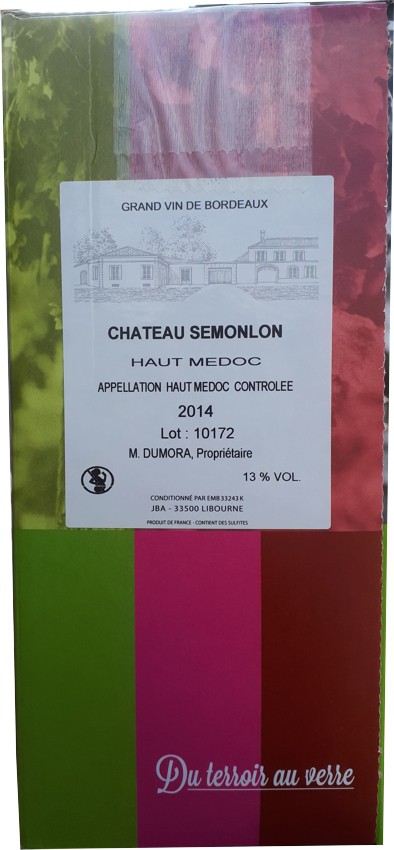 GRAND VIN DE BORDEAUX
CHATEAU SEMONLON
HAUT MEDOC
APPELLATION HAUT MEDOC CONTROLEE
2014
Lot : 10172
M. DUMORA, Propriétaire
13 % VOL.
CONDITIONNÉ PAR EMB 33243 K
JBA - 33500 LIBOURNE
PRODUIT DE FRANCE - CONTIENT DES SULFITES
Du terroir au verre